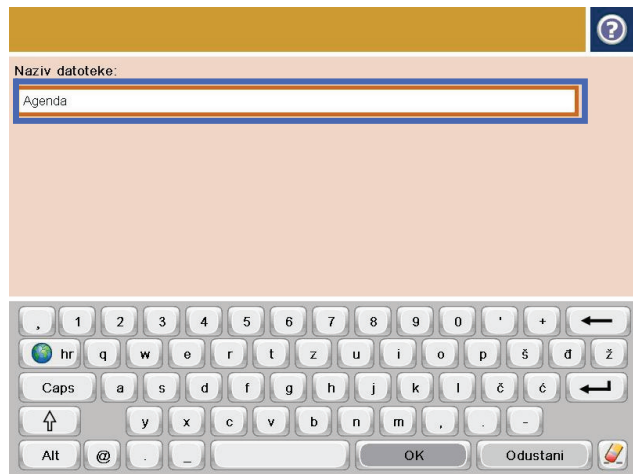 ?
Naziv datoteke:
Agenda
¸ 1 2 3 4 5 6 7 8 9 0 ' +
hr q w e r t z u i o p š đ ž
Caps a s d f g h j k l č ć
y x c v b n m , . -
Alt @ . _ OK Odustani